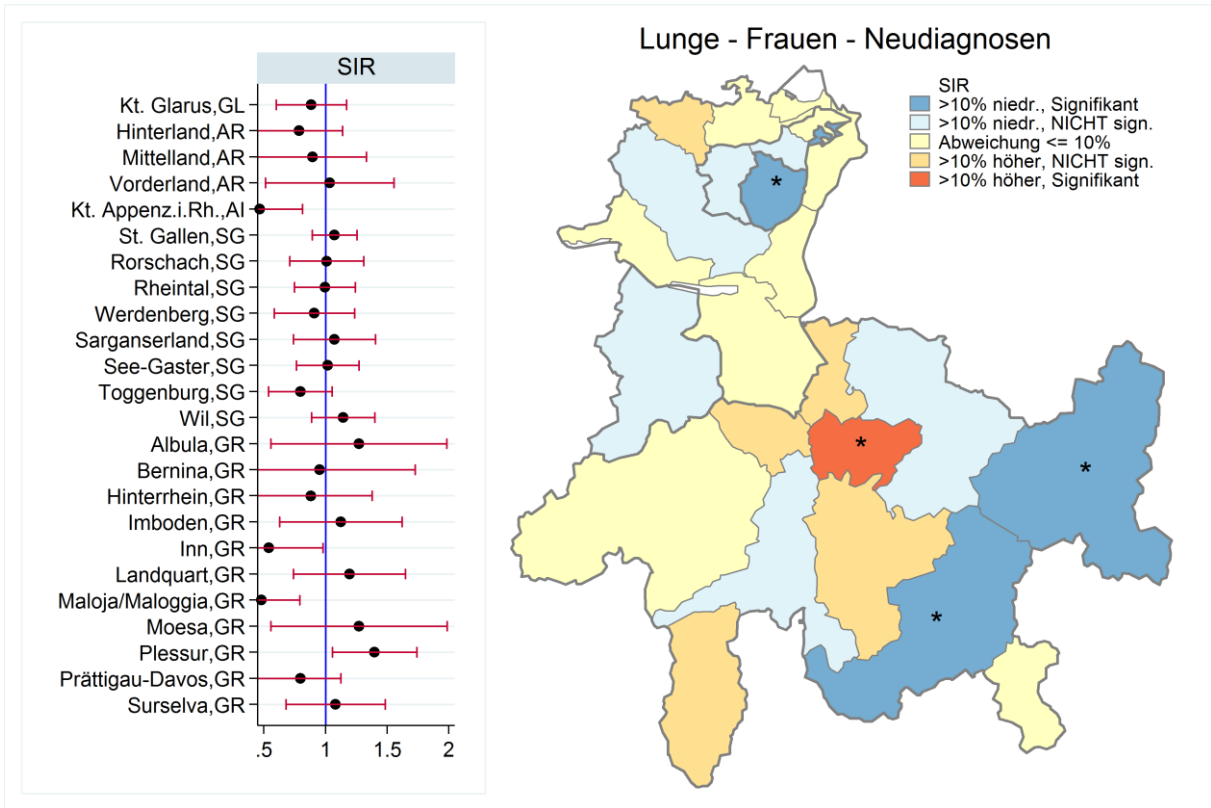 SIR
Kt. Glarus,GL
Hinterland,AR
Mittelland,AR
Vorderland,AR
Kt. Appenz.i.Rh.,AI
St. Gallen,SG
Rorschach,SG
Rheintal,SG
Werdenberg,SG
Sarganserland,SG
See-Gaster,SG
Toggenburg,SG
Wil,SG
Albula,GR
Bernina,GR
Hinterrhein,GR
Imboden,GR
Inn,GR
Landquart,GR
Maloja/Maloggia,GR
Moesa,GR
Plessur,GR
Prättigau-Davos,GR
Surselva,GR
.5 1 1.5 2
Lunge - Frauen - Neudiagnosen
SIR
>10% niedr., Signifikant
>10% niedr., NICHT sign.
Abweichung <= 10%
>10% höher, NICHT sign.
>10% höher, Signifikant
*
*
*
*